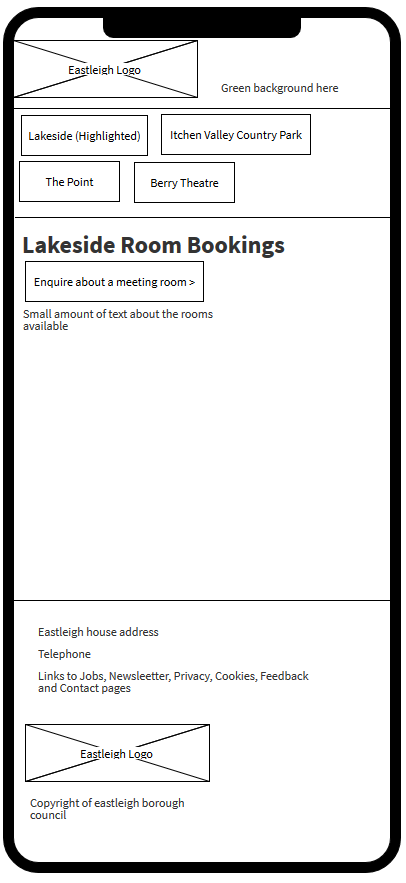 Eastleigh Logo
Green background here
Lakeside (Highlighted)
Itchen Valley Country Park
The Point
Berry Theatre
Lakeside Room Bookings
Enquire about a meeting room >
Small amount of text about the rooms
available
Eastleigh house address
Telephone
Links to Jobs, Newsleetter, Privacy, Cookies, Feedback
and Contact pages
Eastleigh Logo
Copyright of eastleigh borough
council